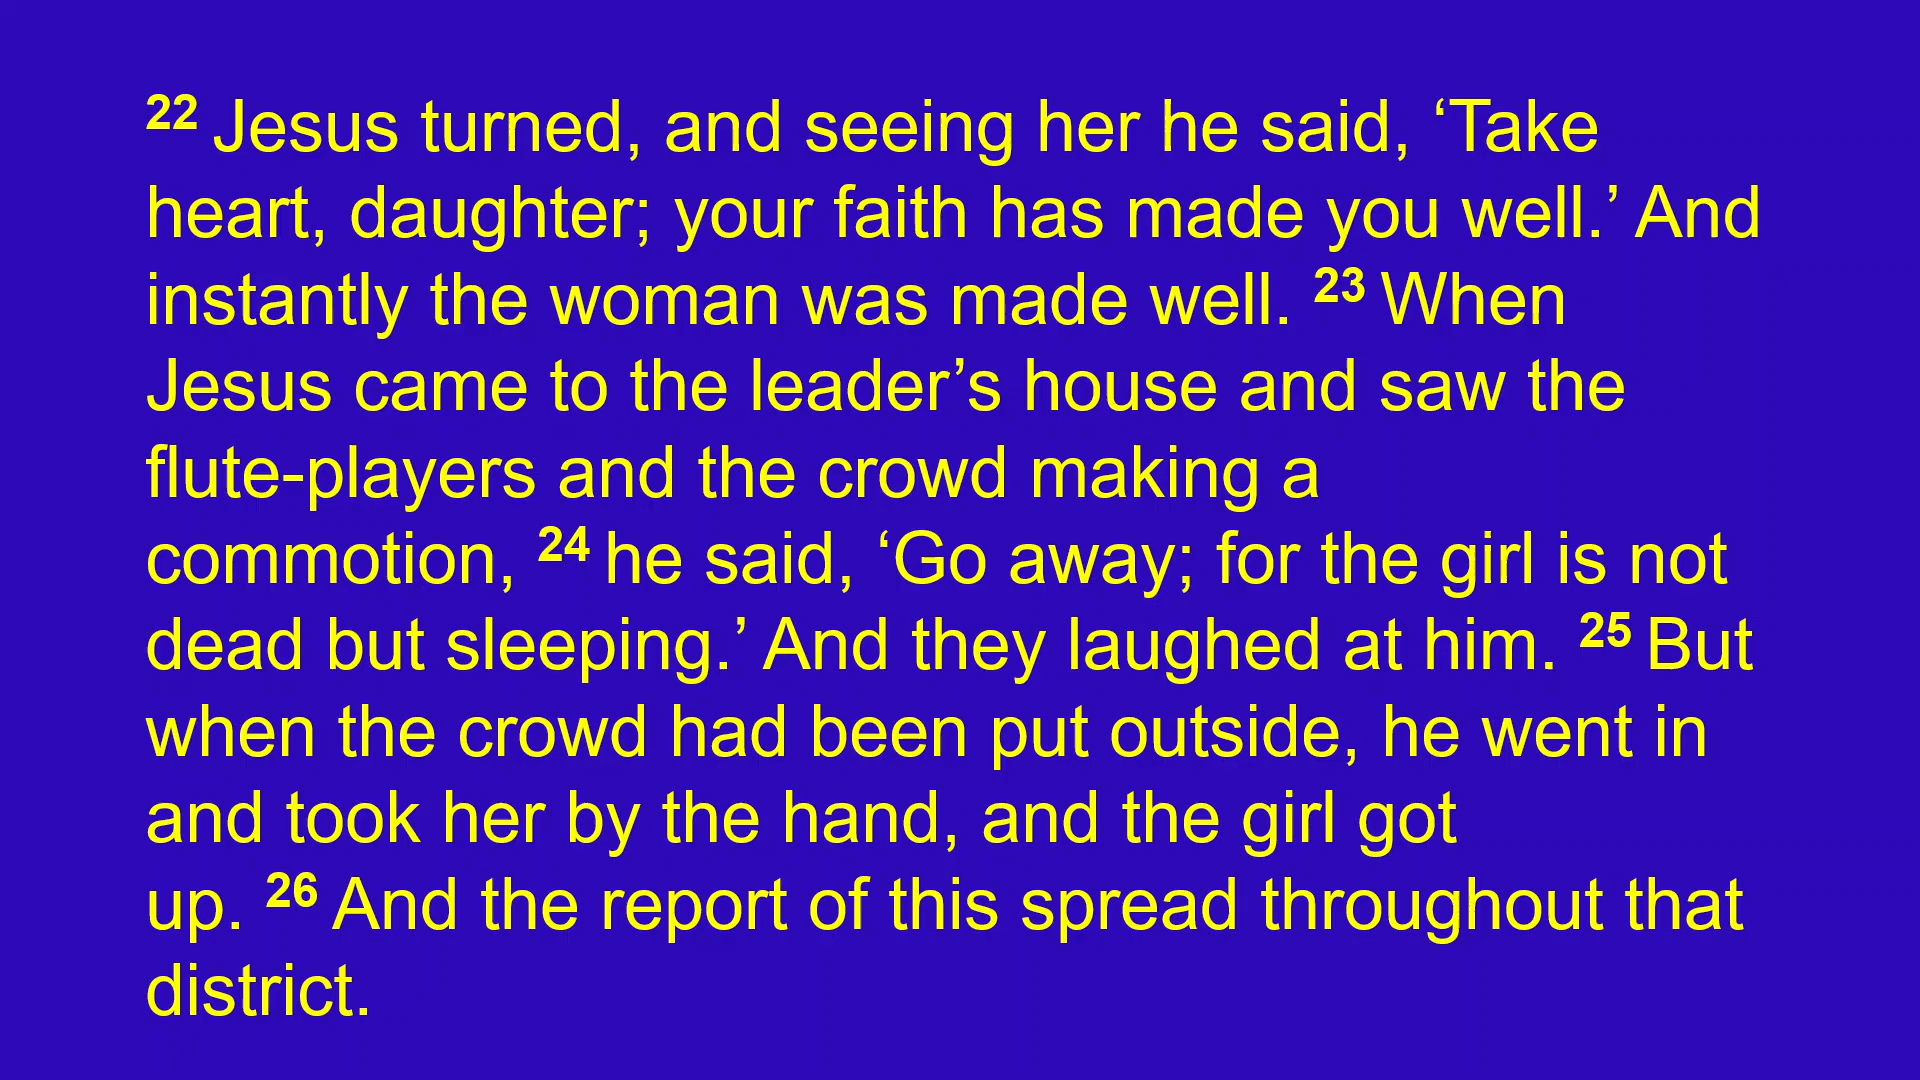 22 Jesus turned, and seeing her he said, ‘Take
heart, daughter; your faith has made you well.’ And
instantly the woman was made well. 23 When
Jesus came to the leader’s house and saw the
flute-players and the crowd making a
commotion, 24 he said, ‘Go away; for the girl is not
dead but sleeping.’ And they laughed at him. 25 But
when the crowd had been put outside, he went in
and took her by the hand, and the girl got
up. 26 And the report of this spread throughout that
district.